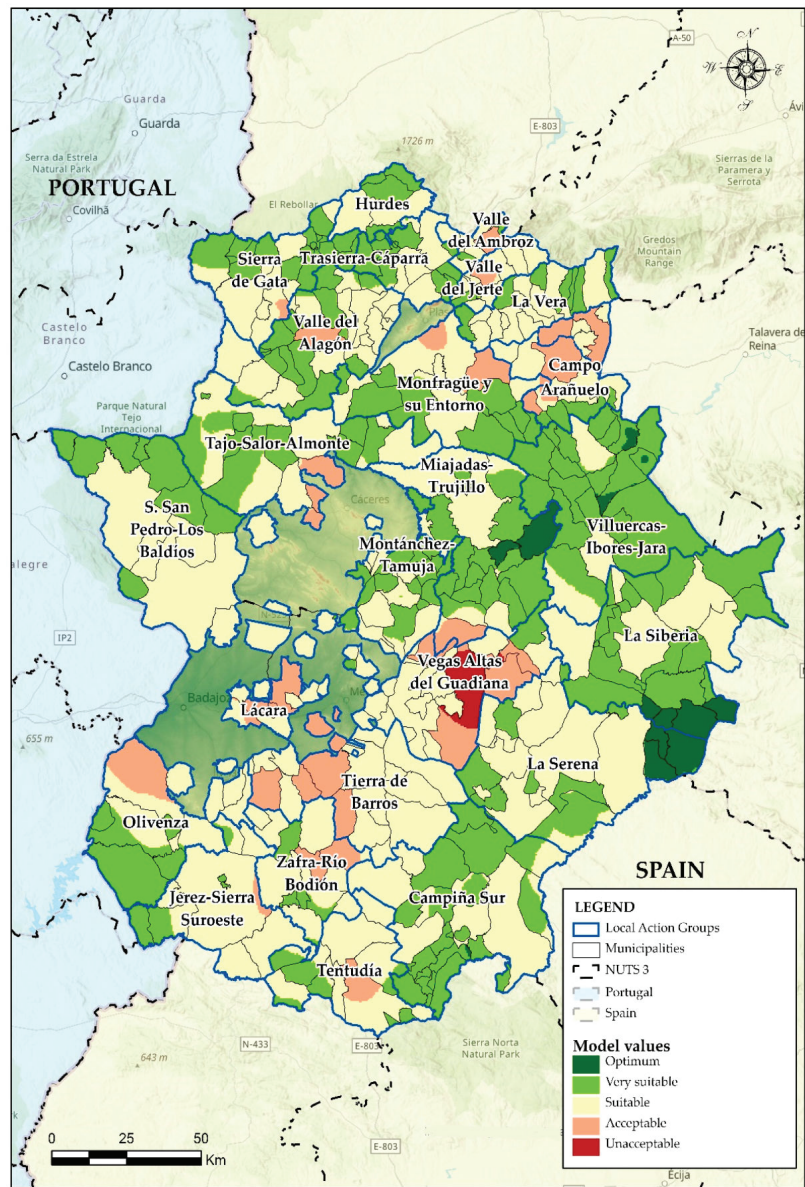 N
W
E
S
A-50
Guarda
Guarda
E-803
Ávi
1726 m
Serra da Estrela
Natural Park
Sierras de la
Paramera y
Serrota
PORTUGAL
El Rebollar
Hurdes
Covilhã
Valle
del Ambroz
Gredos
Mountain
Range
Sierra
de Gata
Trasierra-Cáparra
Valle
del Jerte
La Vera
Castelo
Branco
Valle del
Alagón
Plas
Talavera de
Reina
Castelo Branco
Campo
Arañuelo
Monfragüe y
su Entorno
Parque Natural
Tejo
Internacional
Tajo-Salor-Almonte
Miajadas-
Trujillo
Cáceres
S. San
Pedro-Los
Baldíos
Villuercas-
Ibores-Jara
Montánchez-
Tamuja
alegre
N-523
IP2
La Siberia
Vegas Altas
del Guadiana
Badajo
Mé
Lácara
655 m
La Serena
Tierra de
Barros
Olivenza
SPAIN
Zafra-Río
Bodión
Jerez-Sierra
Suroeste
Campiña Sur
LEGEND
Local Action Groups
Municipalities
NUTS 3
Portugal
Spain
Tentudía
Sierra Norte
Natural Park
N-433
E-803
643 m
Model values
Optimum
Very suitable
Suitable
Acceptable
Unacceptable
0 25 50
Km
E-803
Écija